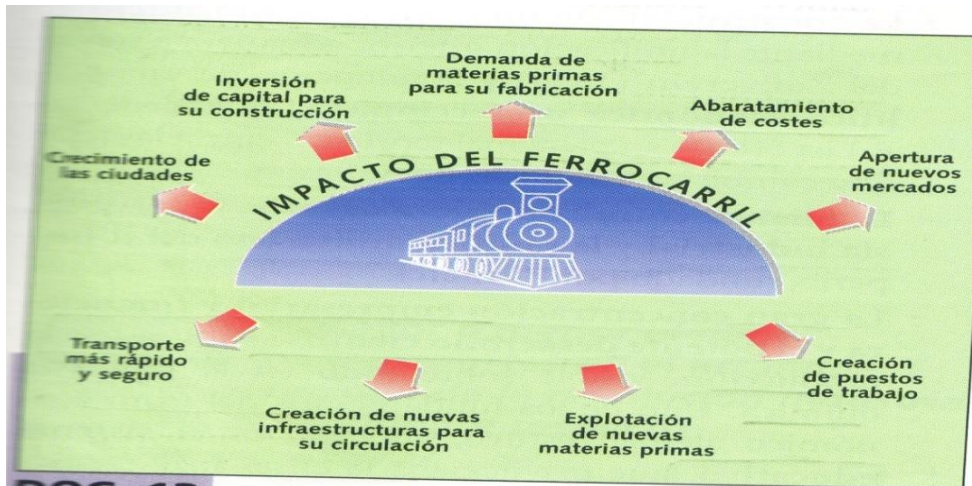 IMPACTO DEL FERROCARRIL
Crecimiento de
las ciudades
Inversión
de capital para
su construcción
Demanda de
materias primas
para su fabricación
Abaratamiento
de costes
Apertura
de nuevos
mercados
Transporte
más rápido
y seguro
Creación de nuevas
infraestructuras para
su circulación
Explotación
de nuevas
materias primas
Creación
de puestos
de trabajo